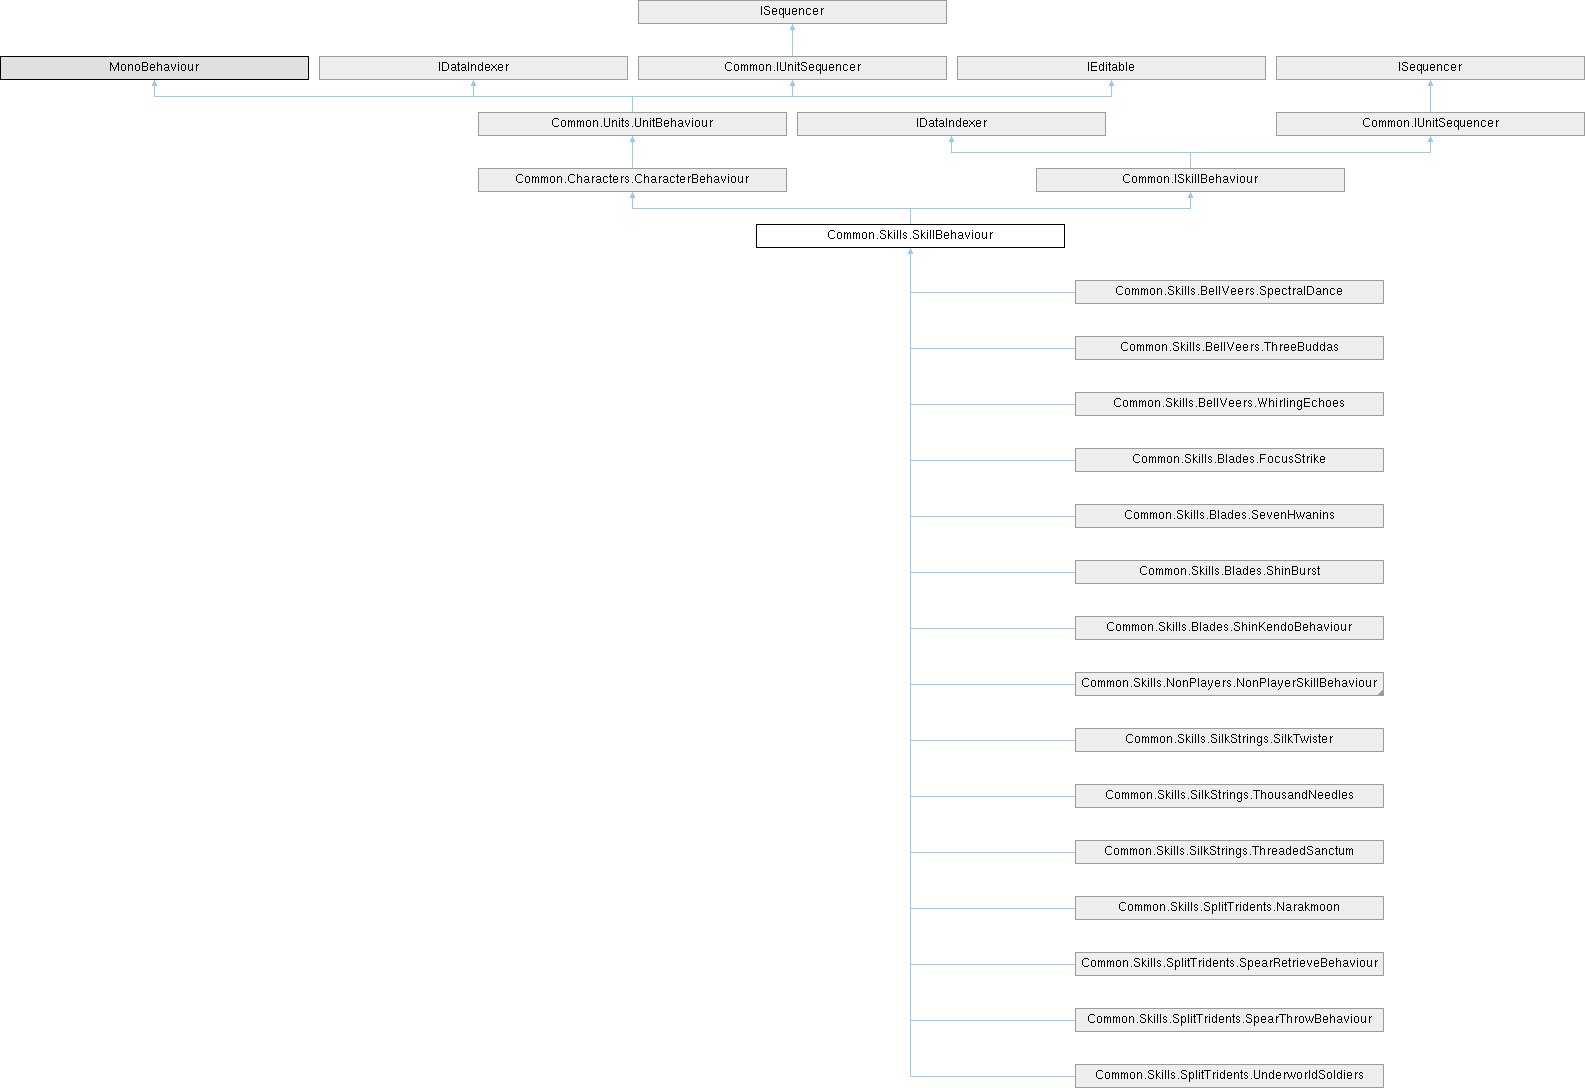 ISequencer
MonoBehaviour
IDataIndexer
Common.IUnitSequencer
IEditable
ISequencer
Common.Units.UnitBehaviour
IDataIndexer
Common.IUnitSequencer
Common.Characters.CharacterBehaviour
Common.ISkillBehaviour
Common.Skills.SkillBehaviour
Common.Skills.BellVeers.SpectralDance
Common.Skills.BellVeers.ThreeBuddas
Common.Skills.BellVeers.WhirlingEchoes
Common.Skills.Blades.FocusStrike
Common.Skills.Blades.SevenHwanins
Common.Skills.Blades.ShinBurst
Common.Skills.Blades.ShinKendoBehaviour
Common.Skills.NonPlayers.NonPlayerSkillBehaviour
Common.Skills.SilkStrings.SilkTwister
Common.Skills.SilkStrings.ThousandNeedles
Common.Skills.SilkStrings.ThreadedSanctum
Common.Skills.SplitTridents.Narakmoon
Common.Skills.SplitTridents.SpearRetrieveBehaviour
Common.Skills.SplitTridents.SpearThrowBehaviour
Common.Skills.SplitTridents.UnderworldSoldiers